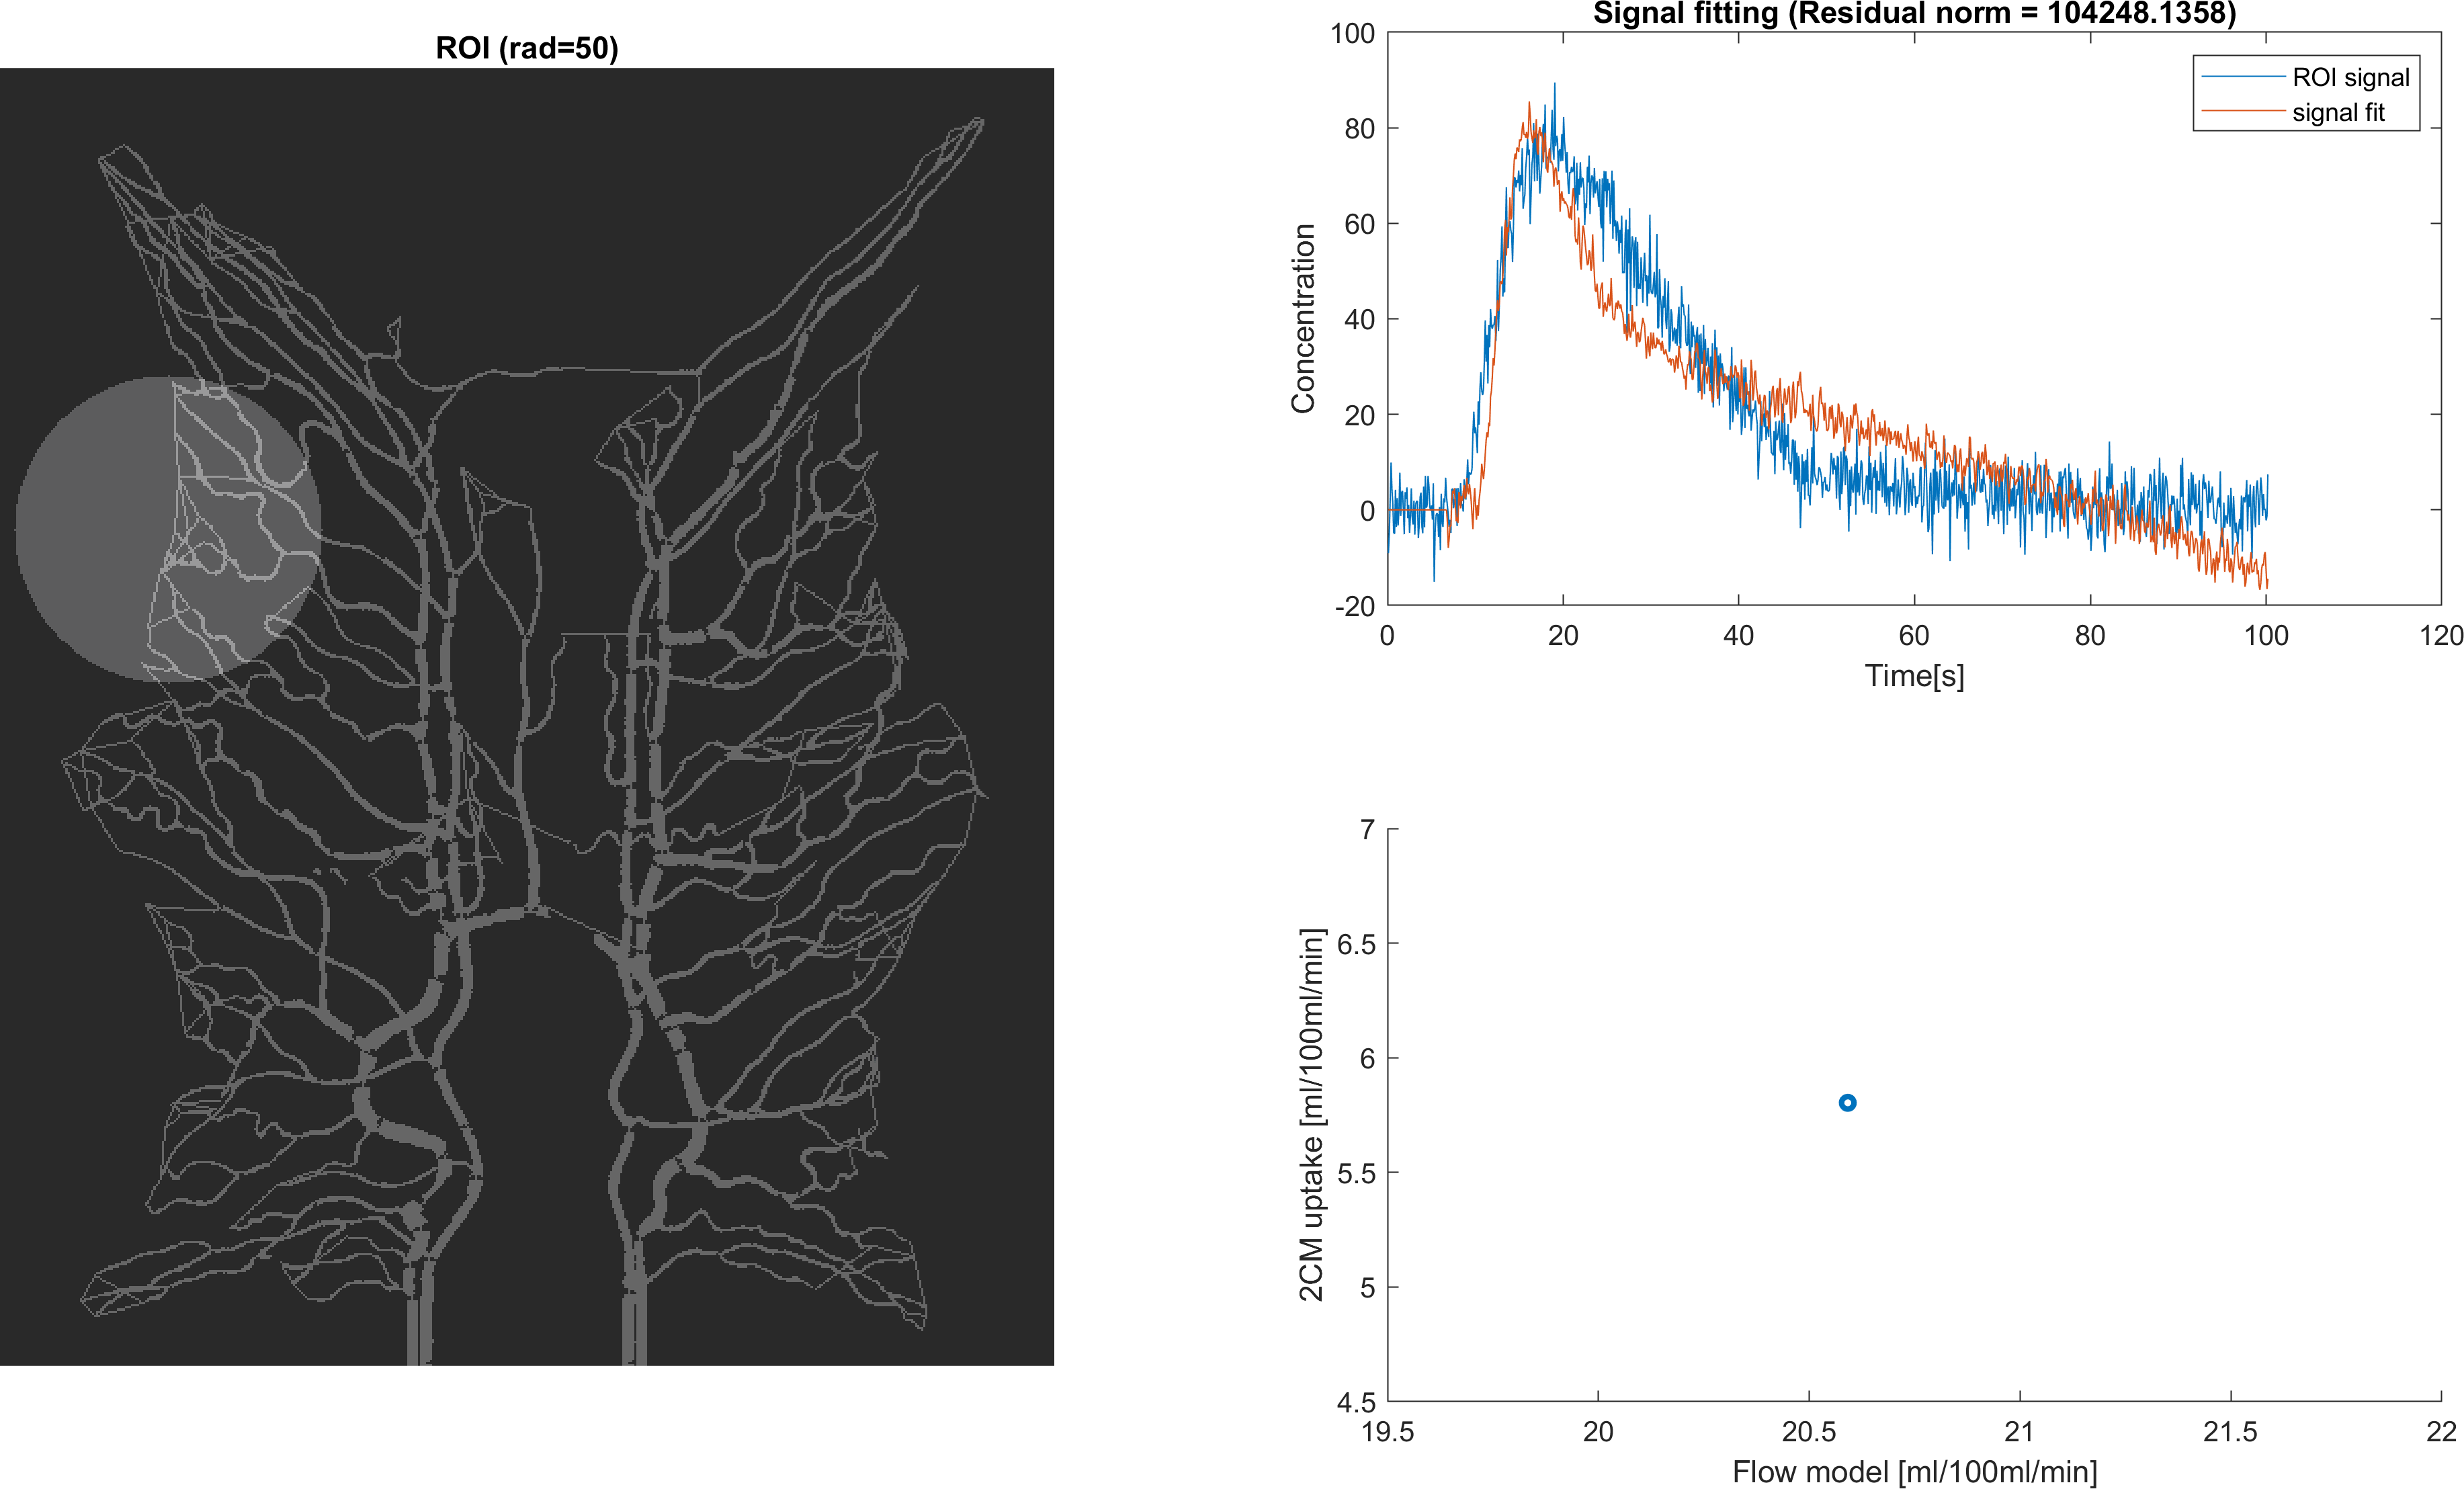 ROI (rad=50)
Signal fitting (Residual norm = 104248.1358)
100
80
60
40
20
0
-20
Concentration
ROI signal
signal fit
0 20 40 60 80 100 120
Time[s]
7
6.5
6
5.5
5
4.5
2CM uptake [ml/100ml/min]
19.5 20 20.5 21 21.5 22
Flow model [ml/100ml/min]